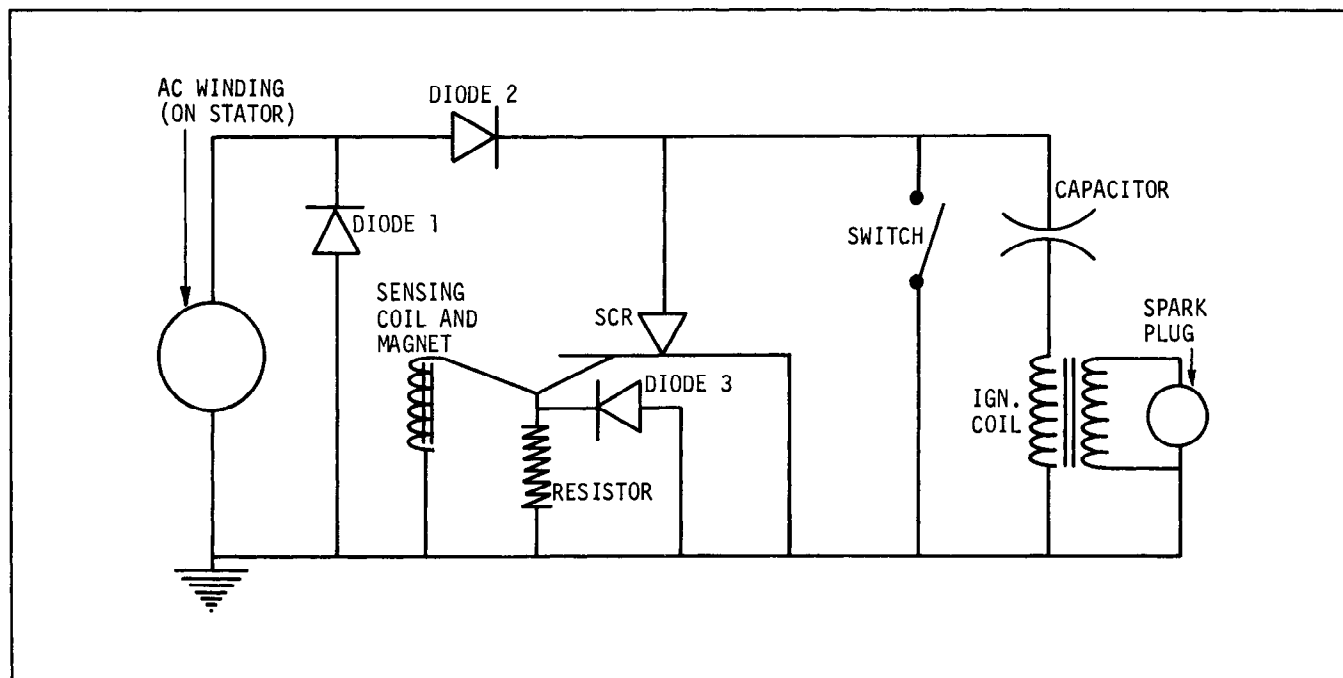 AC WINDING
(ON STATOR)
DIODE 2
DIODE 1
CAPACITOR
SWITCH
SENSING
COIL AND
MAGNET
SCR
SPARK
PLUG
DIODE 3
IGN.
COIL
RESISTOR